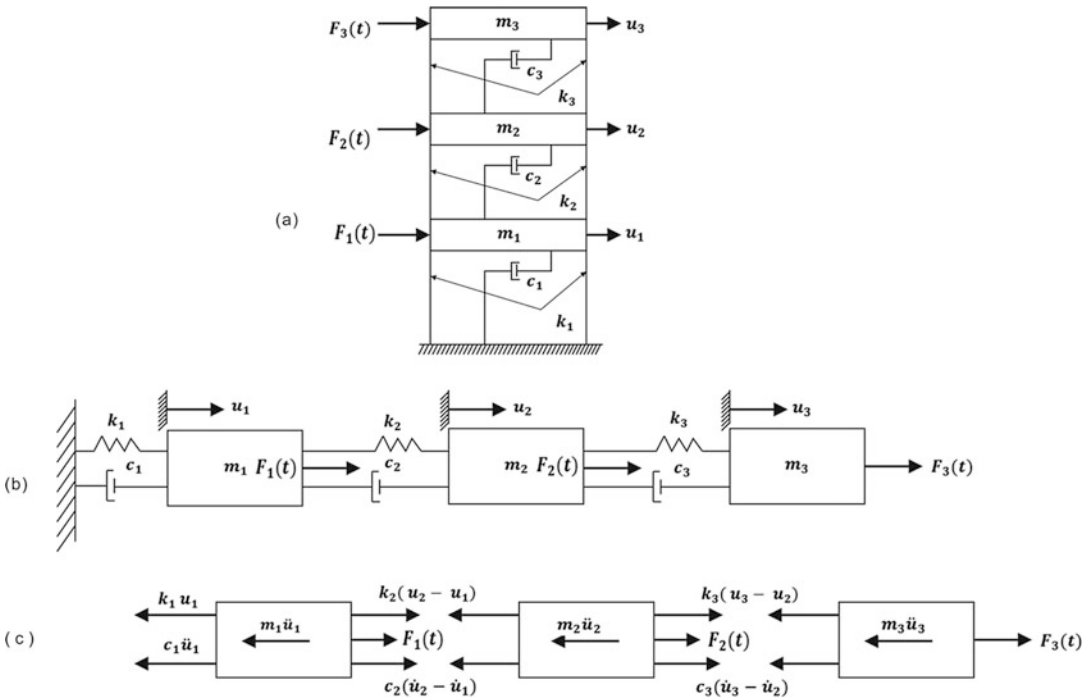 F₃(t) m₃ u₃
c₃
k₃
F₂(t) m₂ u₂
c₂
k₂
(a)
F₁(t) m₁ u₁
c₁
k₁
k₁ u₁ k₂ u₂ k₃ u₃
c₁ m₁ F₁(t) c₂ m₂ F₂(t) c₃ m₃ F₃(t)
(b)
k₁ u₁ k₂( u₂ − u₁) k₃( u₃ − u₂)
(c) m₁ü₁ F₁(t) m₂ü₂ F₂(t) m₃ü₃ F₃(t)
c₁ü₁ c₂(u̇₂ − u̇₁) c₃(u̇₃ − u̇₂)